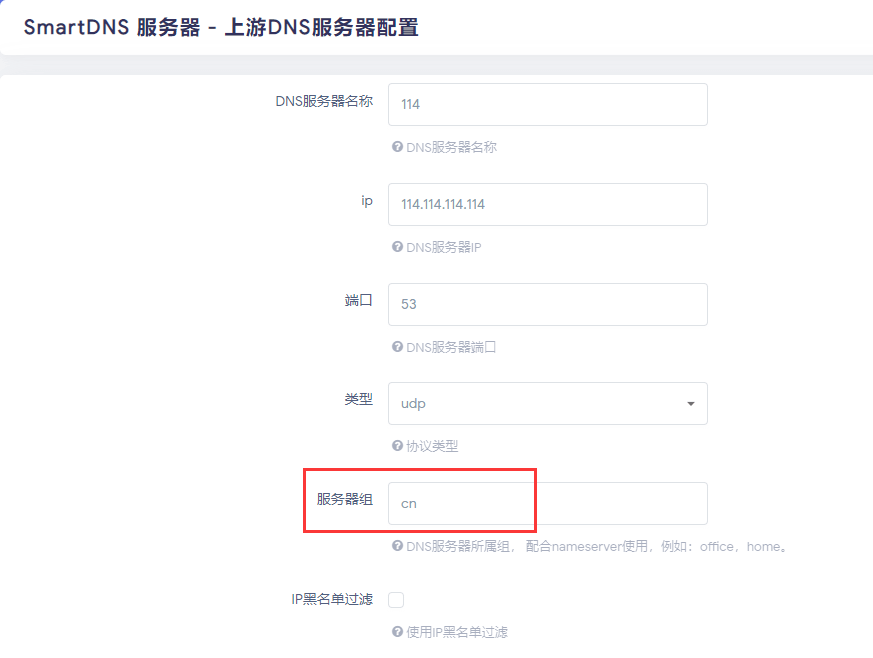 SmartDNS 服务器 - 上游DNS服务器配置
DNS服务器名称
114
DNS服务器名称
ip
114.114.114.114
DNS服务器IP
端口
53
DNS服务器端口
类型
udp
协议类型
服务器组
cn
DNS服务器所属组， 配合nameserver使用，例如：office，home。
IP黑名单过滤
使用IP黑名单过滤